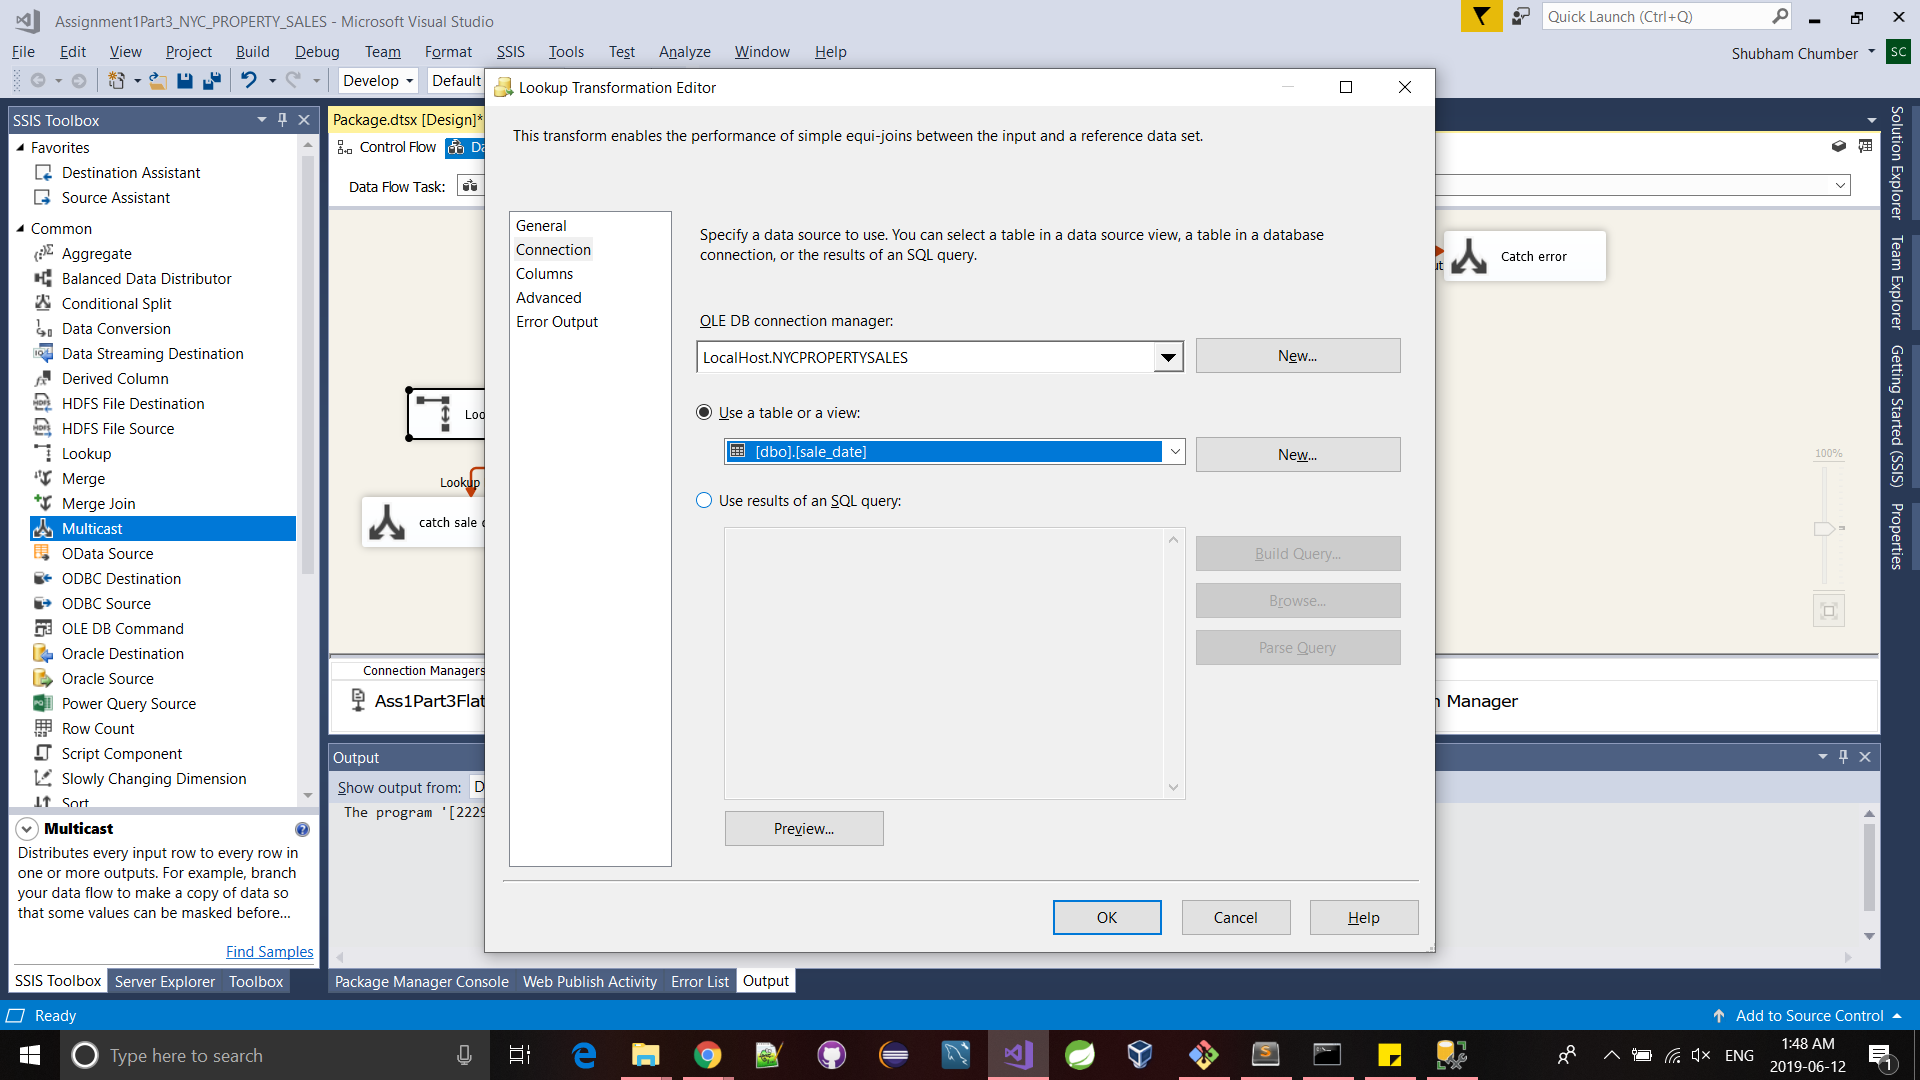 Assignment1Part3_NYC_PROPERTY_SALES - Microsoft Visual Studio
Quick Launch (Ctrl+Q)
File Edit View Project Build Debug Team Format SSIS Tools Test Analyze Window Help
Shubham Chumber SC
Develop Default
SSIS Toolbox
Favorites
Destination Assistant
Source Assistant
Common
Aggregate
Balanced Data Distributor
Conditional Split
Data Conversion
Data Streaming Destination
Derived Column
HDFS File Destination
HDFS File Source
Lookup
Merge
Merge Join
Multicast
OData Source
ODBC Destination
ODBC Source
OLE DB Command
Oracle Destination
Oracle Source
Power Query Source
Row Count
Script Component
Slowly Changing Dimension
Sort
Multicast
Distributes every input row to every row in
one or more outputs. For example, branch
your data flow to make a copy of data so
that some values can be masked before...
Find Samples
SSIS Toolbox Server Explorer Toolbox
Package.dtsx [Design]*
Control Flow Da
Data Flow Task:
Loo
Lookup
catch sale d
Connection Managers
Ass1Part3Flat
Output
Show output from: D
The program '[2229
Package Manager Console Web Publish Activity Error List Output
Lookup Transformation Editor
This transform enables the performance of simple equi-joins between the input and a reference data set.
General
Connection
Columns
Advanced
Error Output
Specify a data source to use. You can select a table in a data source view, a table in a database
connection, or the results of an SQL query.
OLE DB connection manager:
LocalHost.NYCPROPERTYSALES
New...
Use a table or a view:
[dbo].[sale_date]
New...
Use results of an SQL query:
Build Query...
Browse...
Parse Query
Preview...
OK Cancel Help
ut
Catch error
100%
n Manager
Solution Explorer
Team Explorer
Getting Started (SSIS)
Properties
Ready
Add to Source Control
Type here to search
ENG
1:48 AM
2019-06-12
1